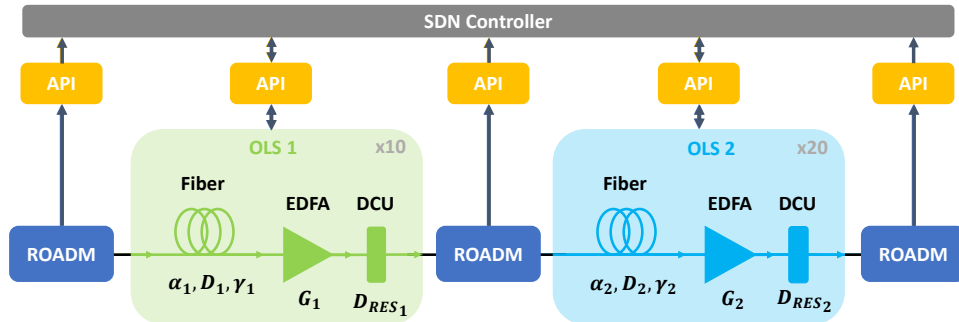 SDN Controller
API
API
API
API
API
OLS 1
x10
OLS 2
x20
Fiber
EDFA
DCU
Fiber
EDFA
DCU
ROADM
ROADM
ROADM
α₁, D₁, γ₁
G₁
D_RES₁
α₂, D₂, γ₂
G₂
D_RES₂